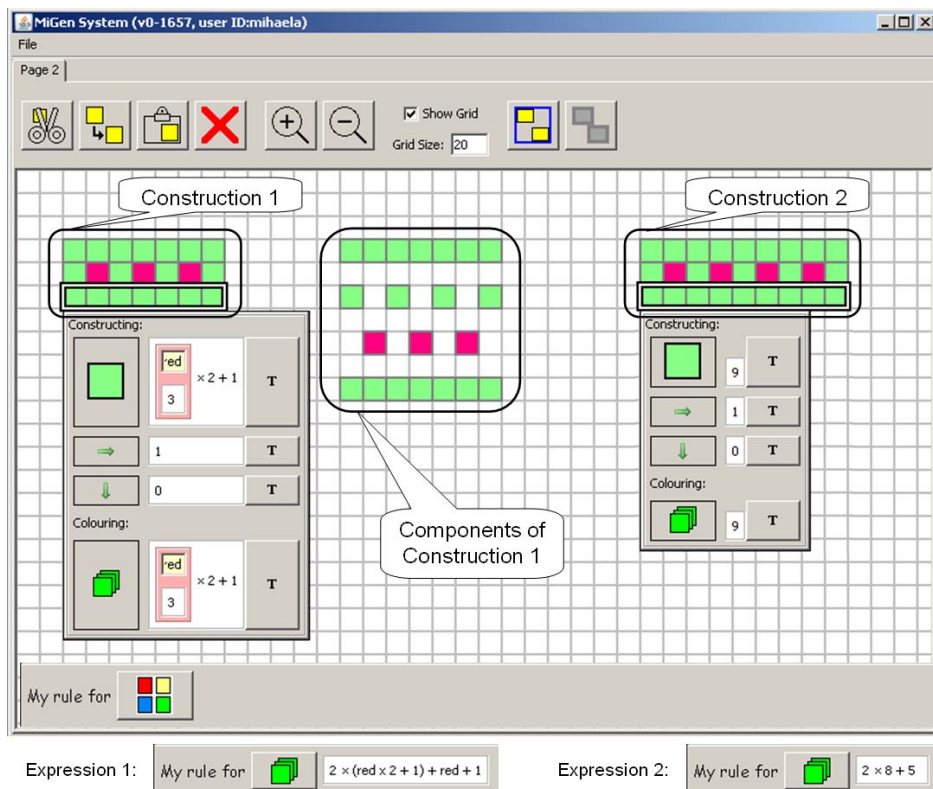 MiGen System (v0-1657, user ID:mihaela)
File
Page 2
Show Grid
Grid Size: 20
Construction 1
Construction 2
Constructing:
red
3
×2+1
T
1
T
0
T
Colouring:
red
3
×2+1
T
Components of
Construction 1
Constructing:
9
T
1
T
0
T
Colouring:
9
T
My rule for
Expression 1: My rule for 2 ×(red x 2 + 1) + red + 1
Expression 2: My rule for 2 ×8 + 5